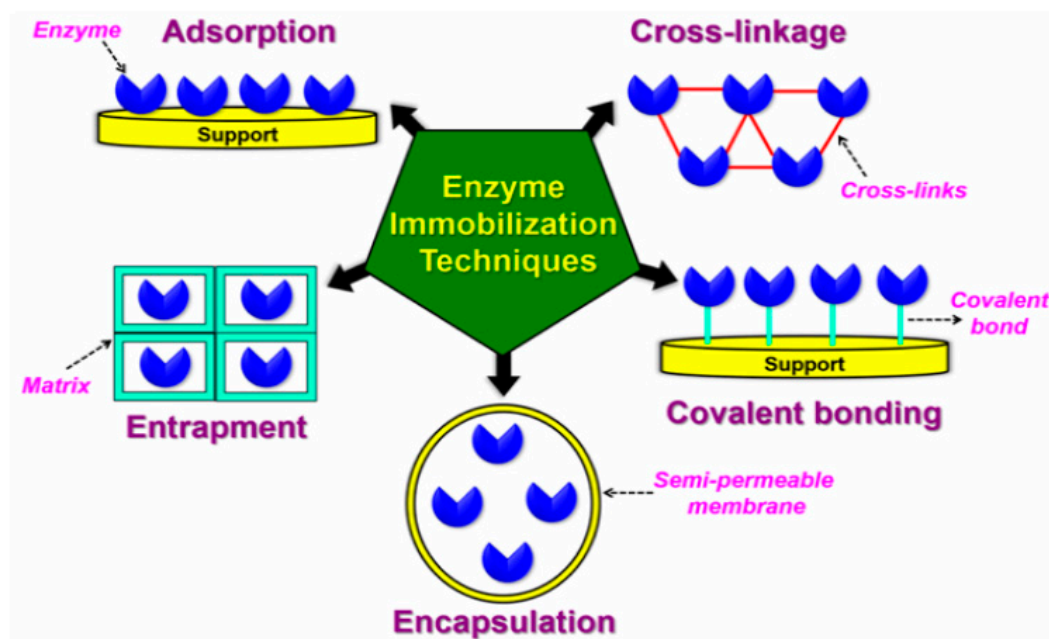 Enzyme
Adsorption
Support
Cross-linkage
Cross-links
Enzyme
Immobilization
Techniques
Matrix
Entrapment
Covalent
bond
Support
Covalent bonding
Semi-permeable
membrane
Encapsulation